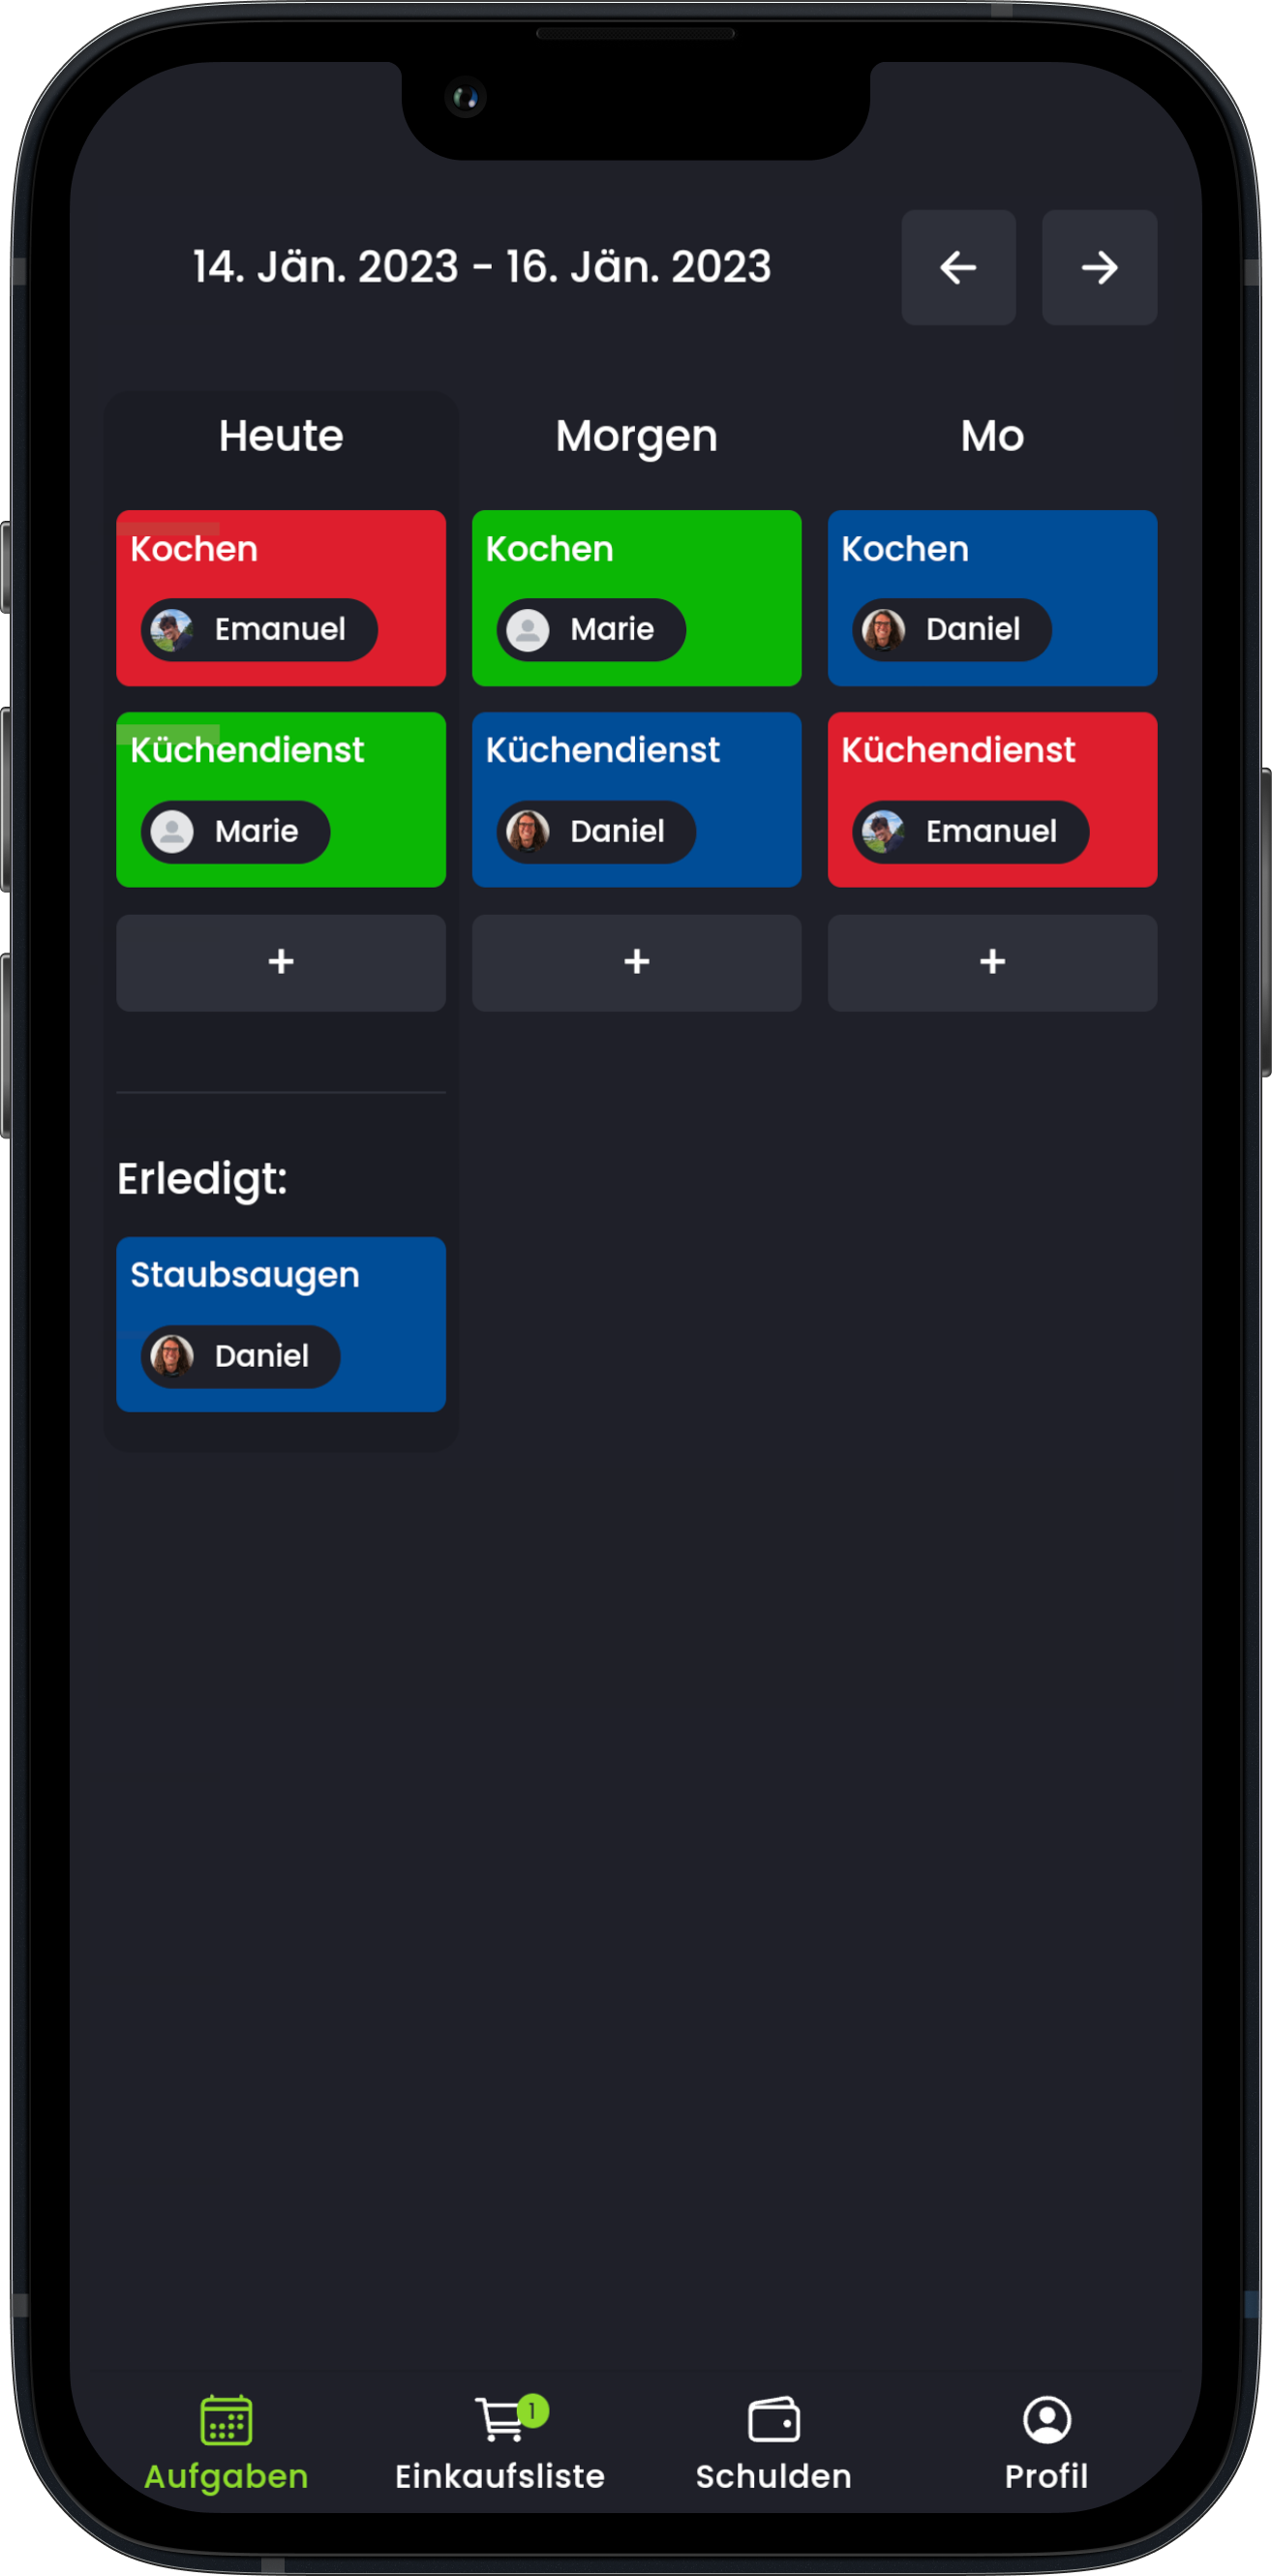 14. Jän. 2023 - 16. Jän. 2023
Heute
Morgen
Mo
Kochen
Emanuel
Kochen
Marie
Kochen
Daniel
Küchendienst
Marie
Küchendienst
Daniel
Küchendienst
Emanuel
+
+
+
Erledigt:
Staubsaugen
Daniel
Aufgaben
1
Einkaufsliste
Schulden
Profil